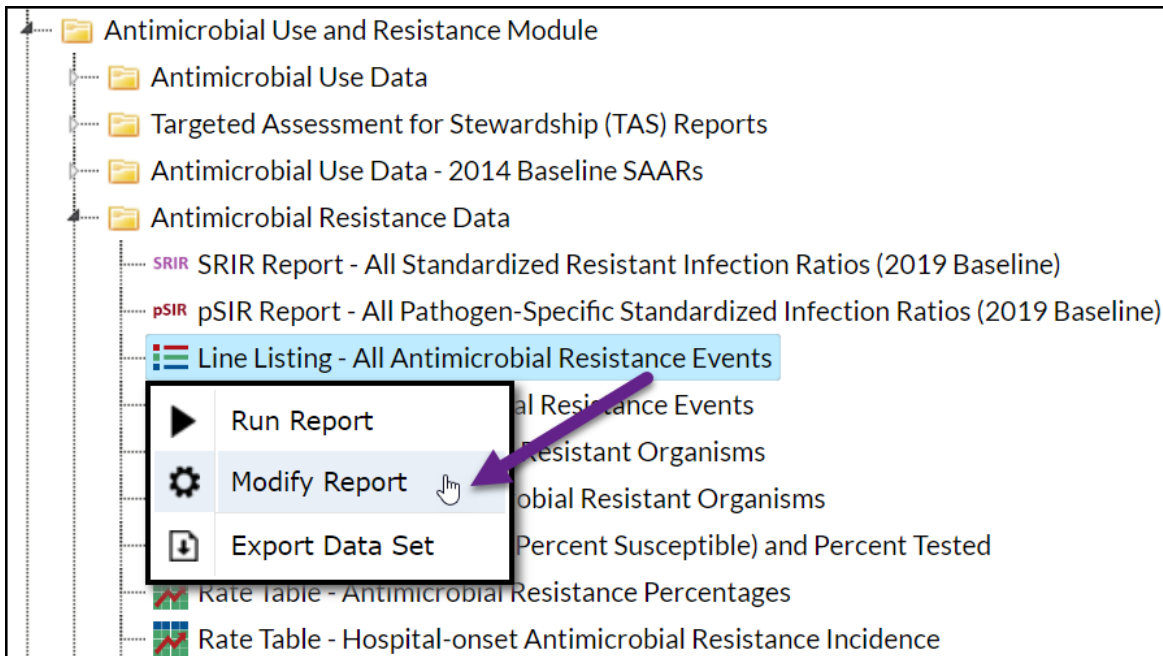 Antimicrobial Use and Resistance Module
Antimicrobial Use Data
Targeted Assessment for Stewardship (TAS) Reports
Antimicrobial Use Data - 2014 Baseline SAARs
Antimicrobial Resistance Data
SRIR SRIR Report - All Standardized Resistant Infection Ratios (2019 Baseline)
pSIR pSIR Report - All Pathogen-Specific Standardized Infection Ratios (2019 Baseline)
Line Listing - All Antimicrobial Resistance Events
Run Report al Resistance Events
Resistant Organisms
Modify Report obial Resistant Organisms
Export Data Set Percent Susceptible) and Percent Tested
Rate Table - Antimicrobial Resistance Percentages
Rate Table - Hospital-onset Antimicrobial Resistance Incidence